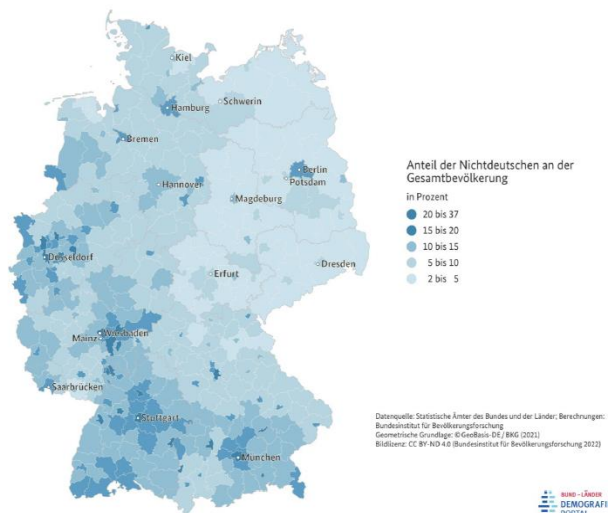 Kiel
Schwerin
Hamburg
Bremen
Berlin
Potsdam
Hannover
Magdeburg
Düsseldorf
Erfurt
Dresden
Wiesbaden
Mainz
Saarbrücken
Stuttgart
München
Anteil der Nichtdeutschen an der
Gesamtbevölkerung
in Prozent
20 bis 37
15 bis 20
10 bis 15
5 bis 10
2 bis 5
Datenquelle: Statistische Ämter des Bundes und der Länder; Berechnungen:
Bundesinstitut für Bevölkerungsforschung
Geometrische Grundlage: © GeoBasis-DE / BKG (2021)
Bildlizenz: CC BY-ND 4.0 (Bundesinstitut für Bevölkerungsforschung 2022)
BUND – LÄNDER
DEMOGRAFIE
PORTAL